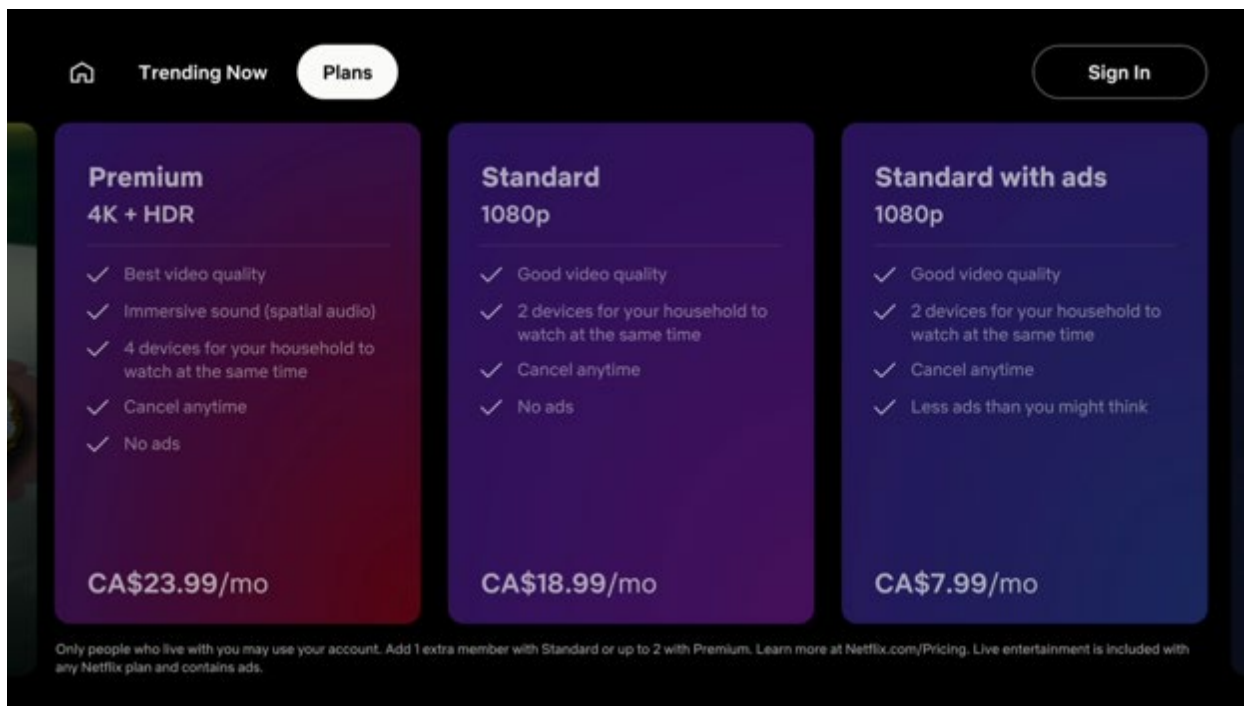 Trending Now
Plans
Sign In
Premium
4K + HDR
Best video quality
Immersive sound (spatial audio)
4 devices for your household to
watch at the same time
Cancel anytime
No ads
CA$23.99/mo
Standard
1080p
Good video quality
2 devices for your household to
watch at the same time
Cancel anytime
No ads
CA$18.99/mo
Standard with ads
1080p
Good video quality
2 devices for your household to
watch at the same time
Cancel anytime
Less ads than you might think
CA$7.99/mo
Only people who live with you may use your account. Add 1 extra member with Standard or up to 2 with Premium. Learn more at Netflix.com/Pricing. Live entertainment is included with
any Netflix plan and contains ads.